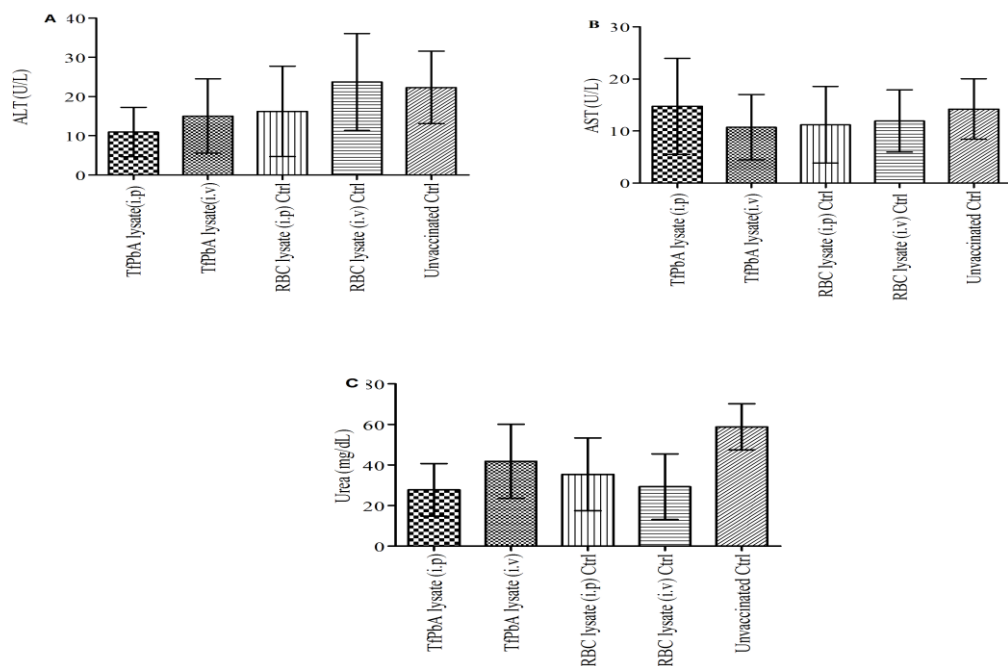 A
ALT (U/L)
40
30
20
10
0
TfPbA lysate(i.p)
TfPbA lysate(i.v)
RBC lysate (i.p) Ctrl
RBC lysate (i.v) Ctrl
Unvaccinated Ctrl
B
AST (U/L)
30
20
10
0
TfPbA lysate (i.p)
TfPbA lysate(i.v)
RBC lysate (i.p) Ctrl
RBC lysate (i.v) Ctrl
Unvaccinated Ctrl
C
Urea (mg/dL)
80
60
40
20
0
TfPbA lysate (i.p)
TfPbA lysate (i.v)
RBC lysate (i.p) Ctrl
RBC lysate (i.v) Ctrl
Unvaccinated Ctrl